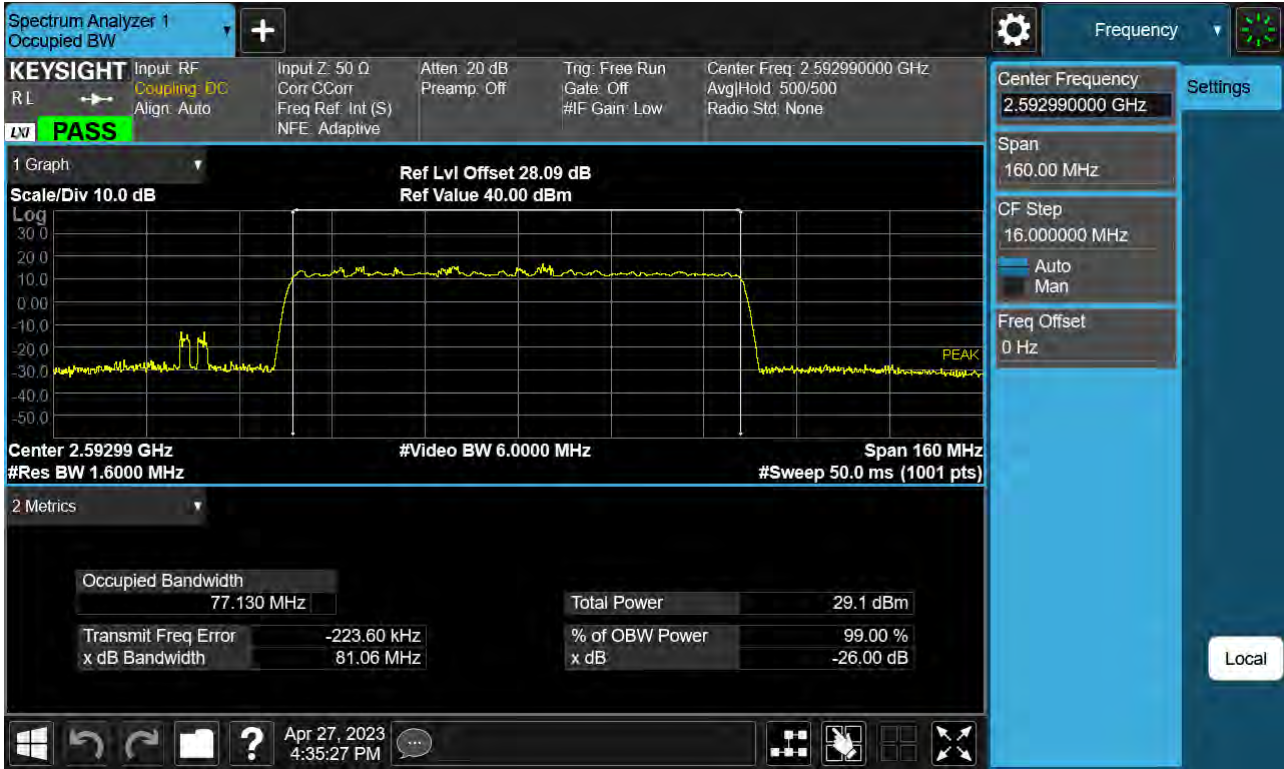 Spectrum Analyzer 1
Occupied BW
Frequency
KEYSIGHT
R L
LXI
PASS
Input: RF
Coupling: DC
Align: Auto
Input Z: 50 Ω
Corr CCorr
Freq Ref: Int (S)
NFE: Adaptive
Atten: 20 dB
Preamp: Off
Trig: Free Run
Gate: Off
#IF Gain: Low
Center Freq: 2.592990000 GHz
Avg|Hold: 500/500
Radio Std: None
Center Frequency
2.592990000 GHz
Settings
Span
160.00 MHz
CF Step
16.000000 MHz
Auto
Man
Freq Offset
0 Hz
1 Graph
Scale/Div 10.0 dB
Ref Lvl Offset 28.09 dB
Ref Value 40.00 dBm
Log
30.0
20.0
10.0
0.00
-10.0
-20.0
-30.0
-40.0
-50.0
PEAK
Center 2.59299 GHz
#Video BW 6.0000 MHz
Span 160 MHz
#Res BW 1.6000 MHz
#Sweep 50.0 ms (1001 pts)
2 Metrics
Occupied Bandwidth
77.130 MHz
Total Power 29.1 dBm
Transmit Freq Error -223.60 kHz
% of OBW Power 99.00 %
x dB Bandwidth 81.06 MHz
x dB -26.00 dB
Local
?
Apr 27, 2023
4:35:27 PM